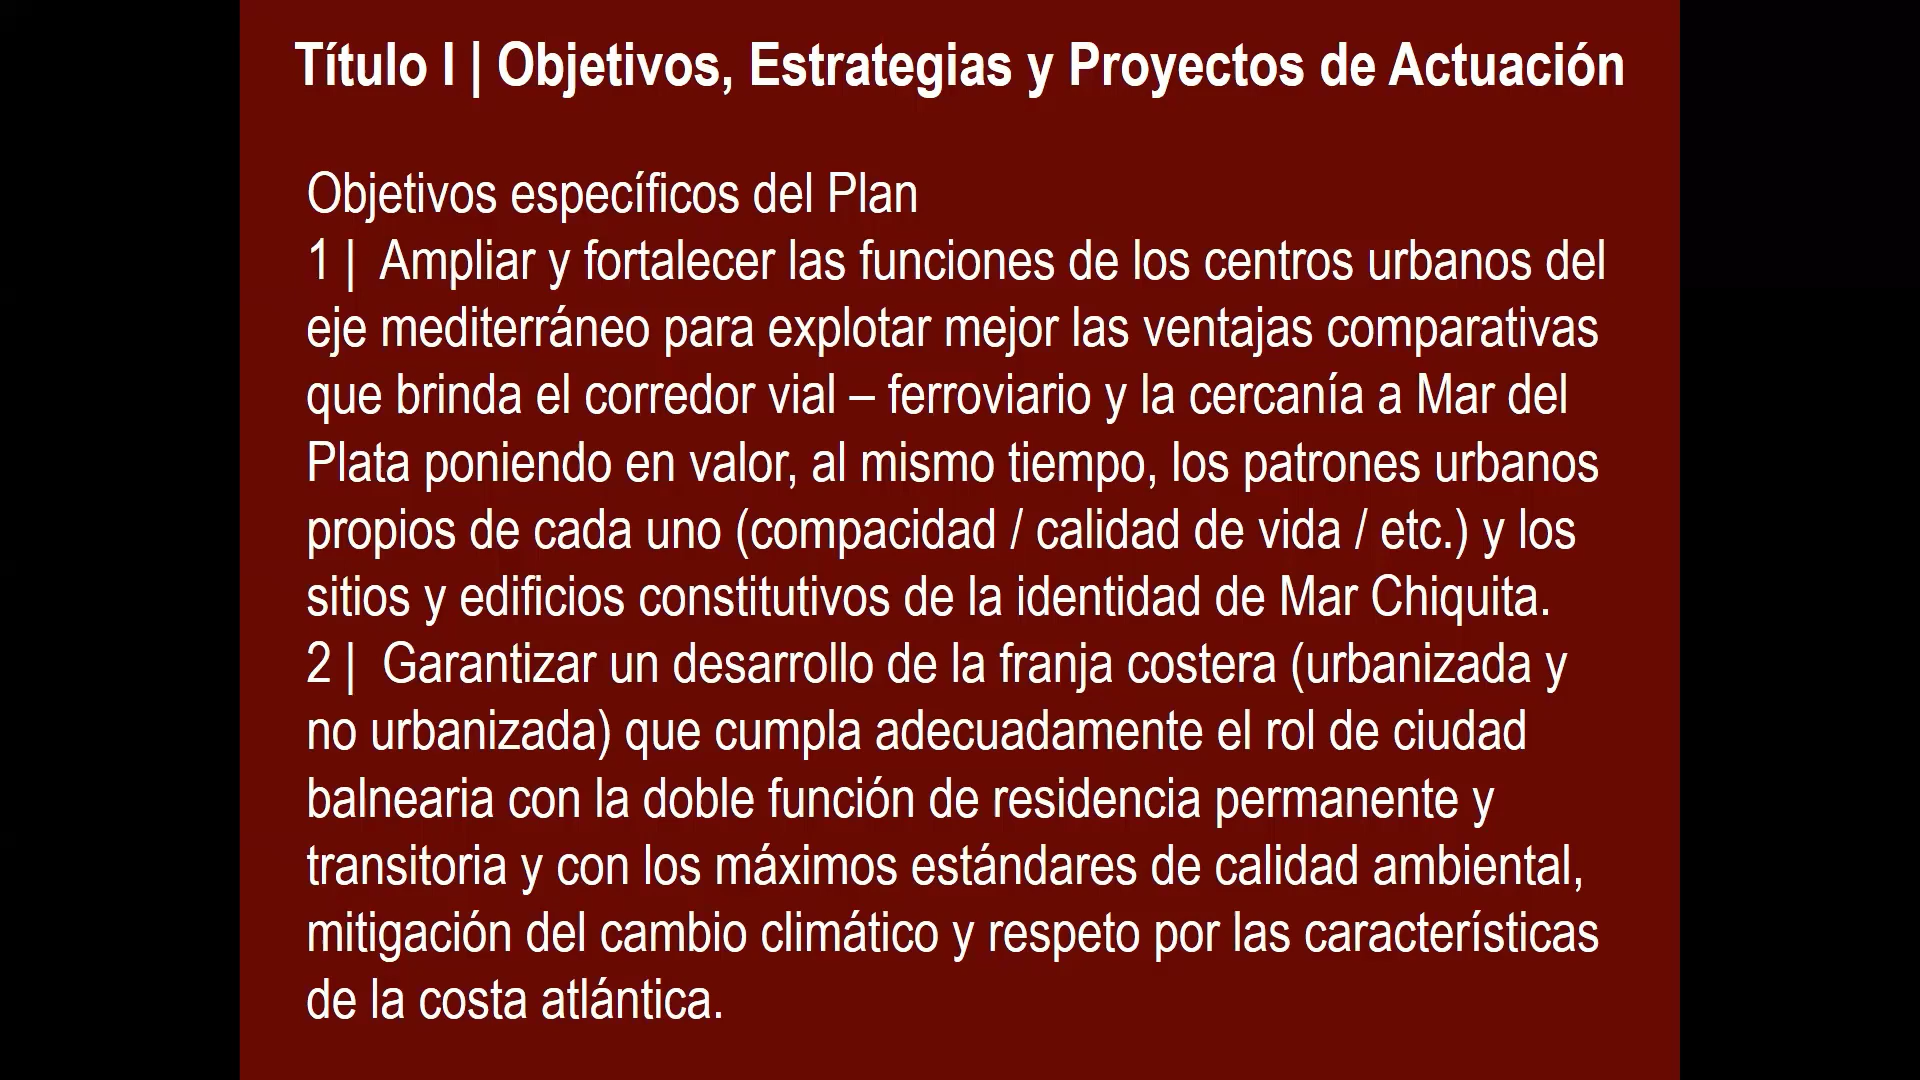 Título I | Objetivos, Estrategias y Proyectos de Actuación
Objetivos específicos del Plan
1 | Ampliar y fortalecer las funciones de los centros urbanos del
eje mediterráneo para explotar mejor las ventajas comparativas
que brinda el corredor vial – ferroviario y la cercanía a Mar del
Plata poniendo en valor, al mismo tiempo, los patrones urbanos
propios de cada uno (compacidad / calidad de vida / etc.) y los
sitios y edificios constitutivos de la identidad de Mar Chiquita.
2 | Garantizar un desarrollo de la franja costera (urbanizada y
no urbanizada) que cumpla adecuadamente el rol de ciudad
balnearia con la doble función de residencia permanente y
transitoria y con los máximos estándares de calidad ambiental,
mitigación del cambio climático y respeto por las características
de la costa atlántica.